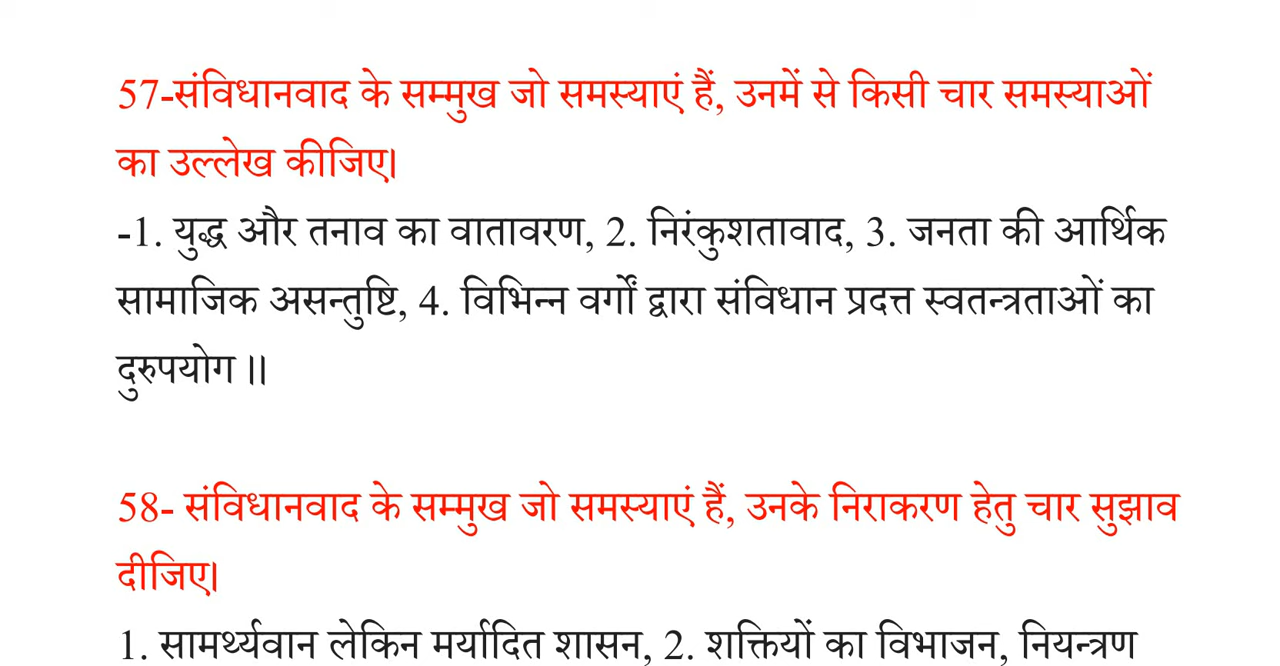 57-संविधानवाद के सम्मुख जो समस्याएं हैं, उनमें से किसी चार समस्याओं
का उल्लेख कीजिए।
-1. युद्ध और तनाव का वातावरण, 2. निरंकुशतावाद, 3. जनता की आर्थिक
सामाजिक असन्तुष्टि, 4. विभिन्न वर्गों द्वारा संविधान प्रदत्त स्वतन्त्रताओं का
दुरुपयोग ।।
58- संविधानवाद के सम्मुख जो समस्याएं हैं, उनके निराकरण हेतु चार सुझाव
दीजिए।
1. सामर्थ्यवान लेकिन मर्यादित शासन, 2. शक्तियों का विभाजन, नियन्त्रण